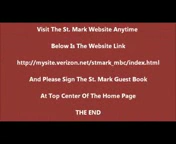 Visit The St. Mark Website Anytime
Below Is The Website Link
http://mysite.verizon.net/stmark_mbc/index.html
And Please Sign The St. Mark Guest Book
At Top Center Of The Home Page
THE END